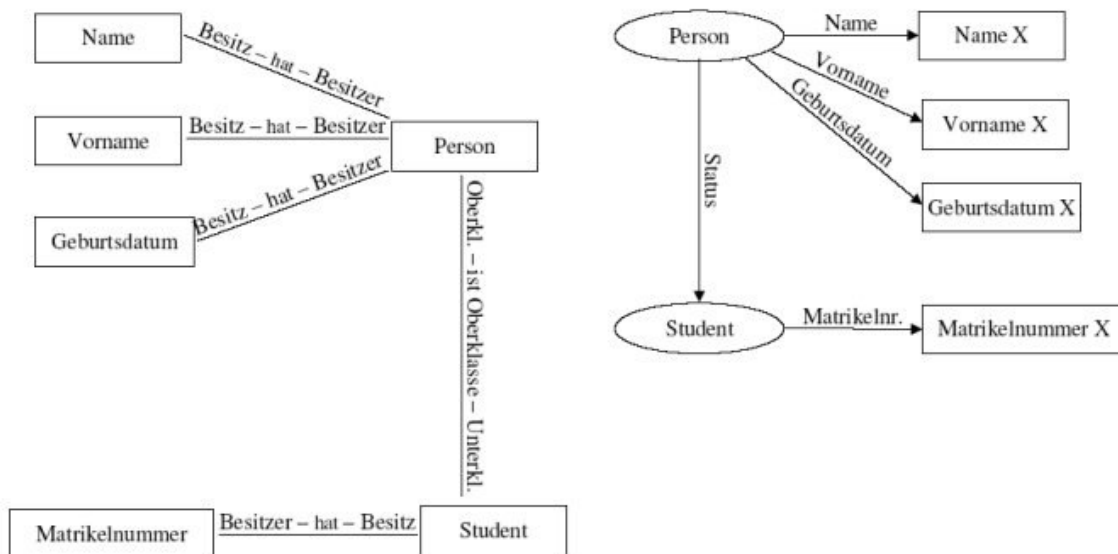 Name
Besitz – hat – Besitzer
Vorname
Besitz – hat – Besitzer
Person
Geburtsdatum
Besitz – hat – Besitzer
Oberkl. – ist Oberklasse – Unterkl.
Matrikelnummer
Besitzer – hat – Besitz
Student
Person
Name
Name X
Vorname
Vorname X
Geburtsdatum
Geburtsdatum X
Status
Student
Matrikelnr.
Matrikelnummer X